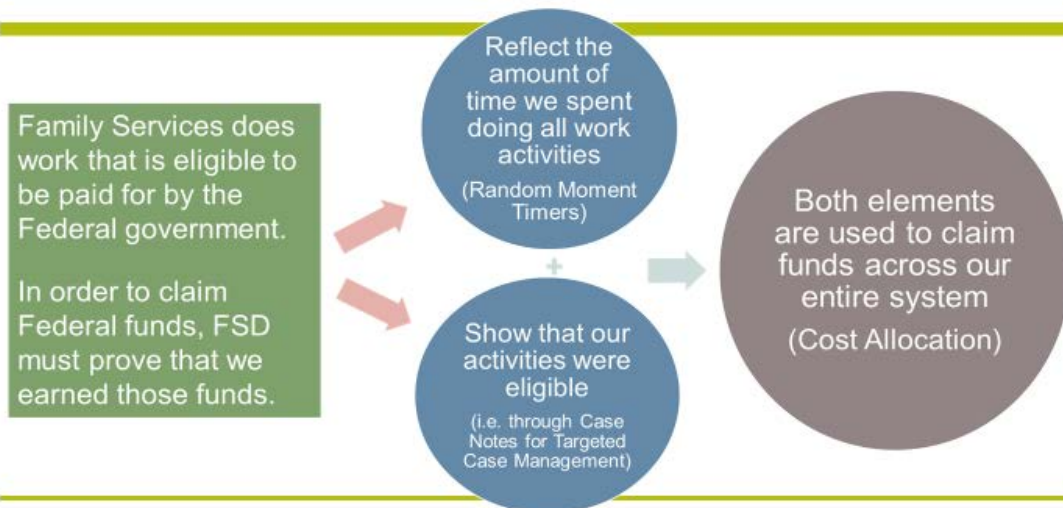 Family Services does
work that is eligible to
be paid for by the
Federal government.
In order to claim
Federal funds, FSD
must prove that we
earned those funds.
Reflect the
amount of
time we spent
doing all work
activities
(Random Moment
Timers)
+
Show that our
activities were
eligible
(i.e. through Case
Notes for Targeted
Case Management)
Both elements
are used to claim
funds across our
entire system
(Cost Allocation)